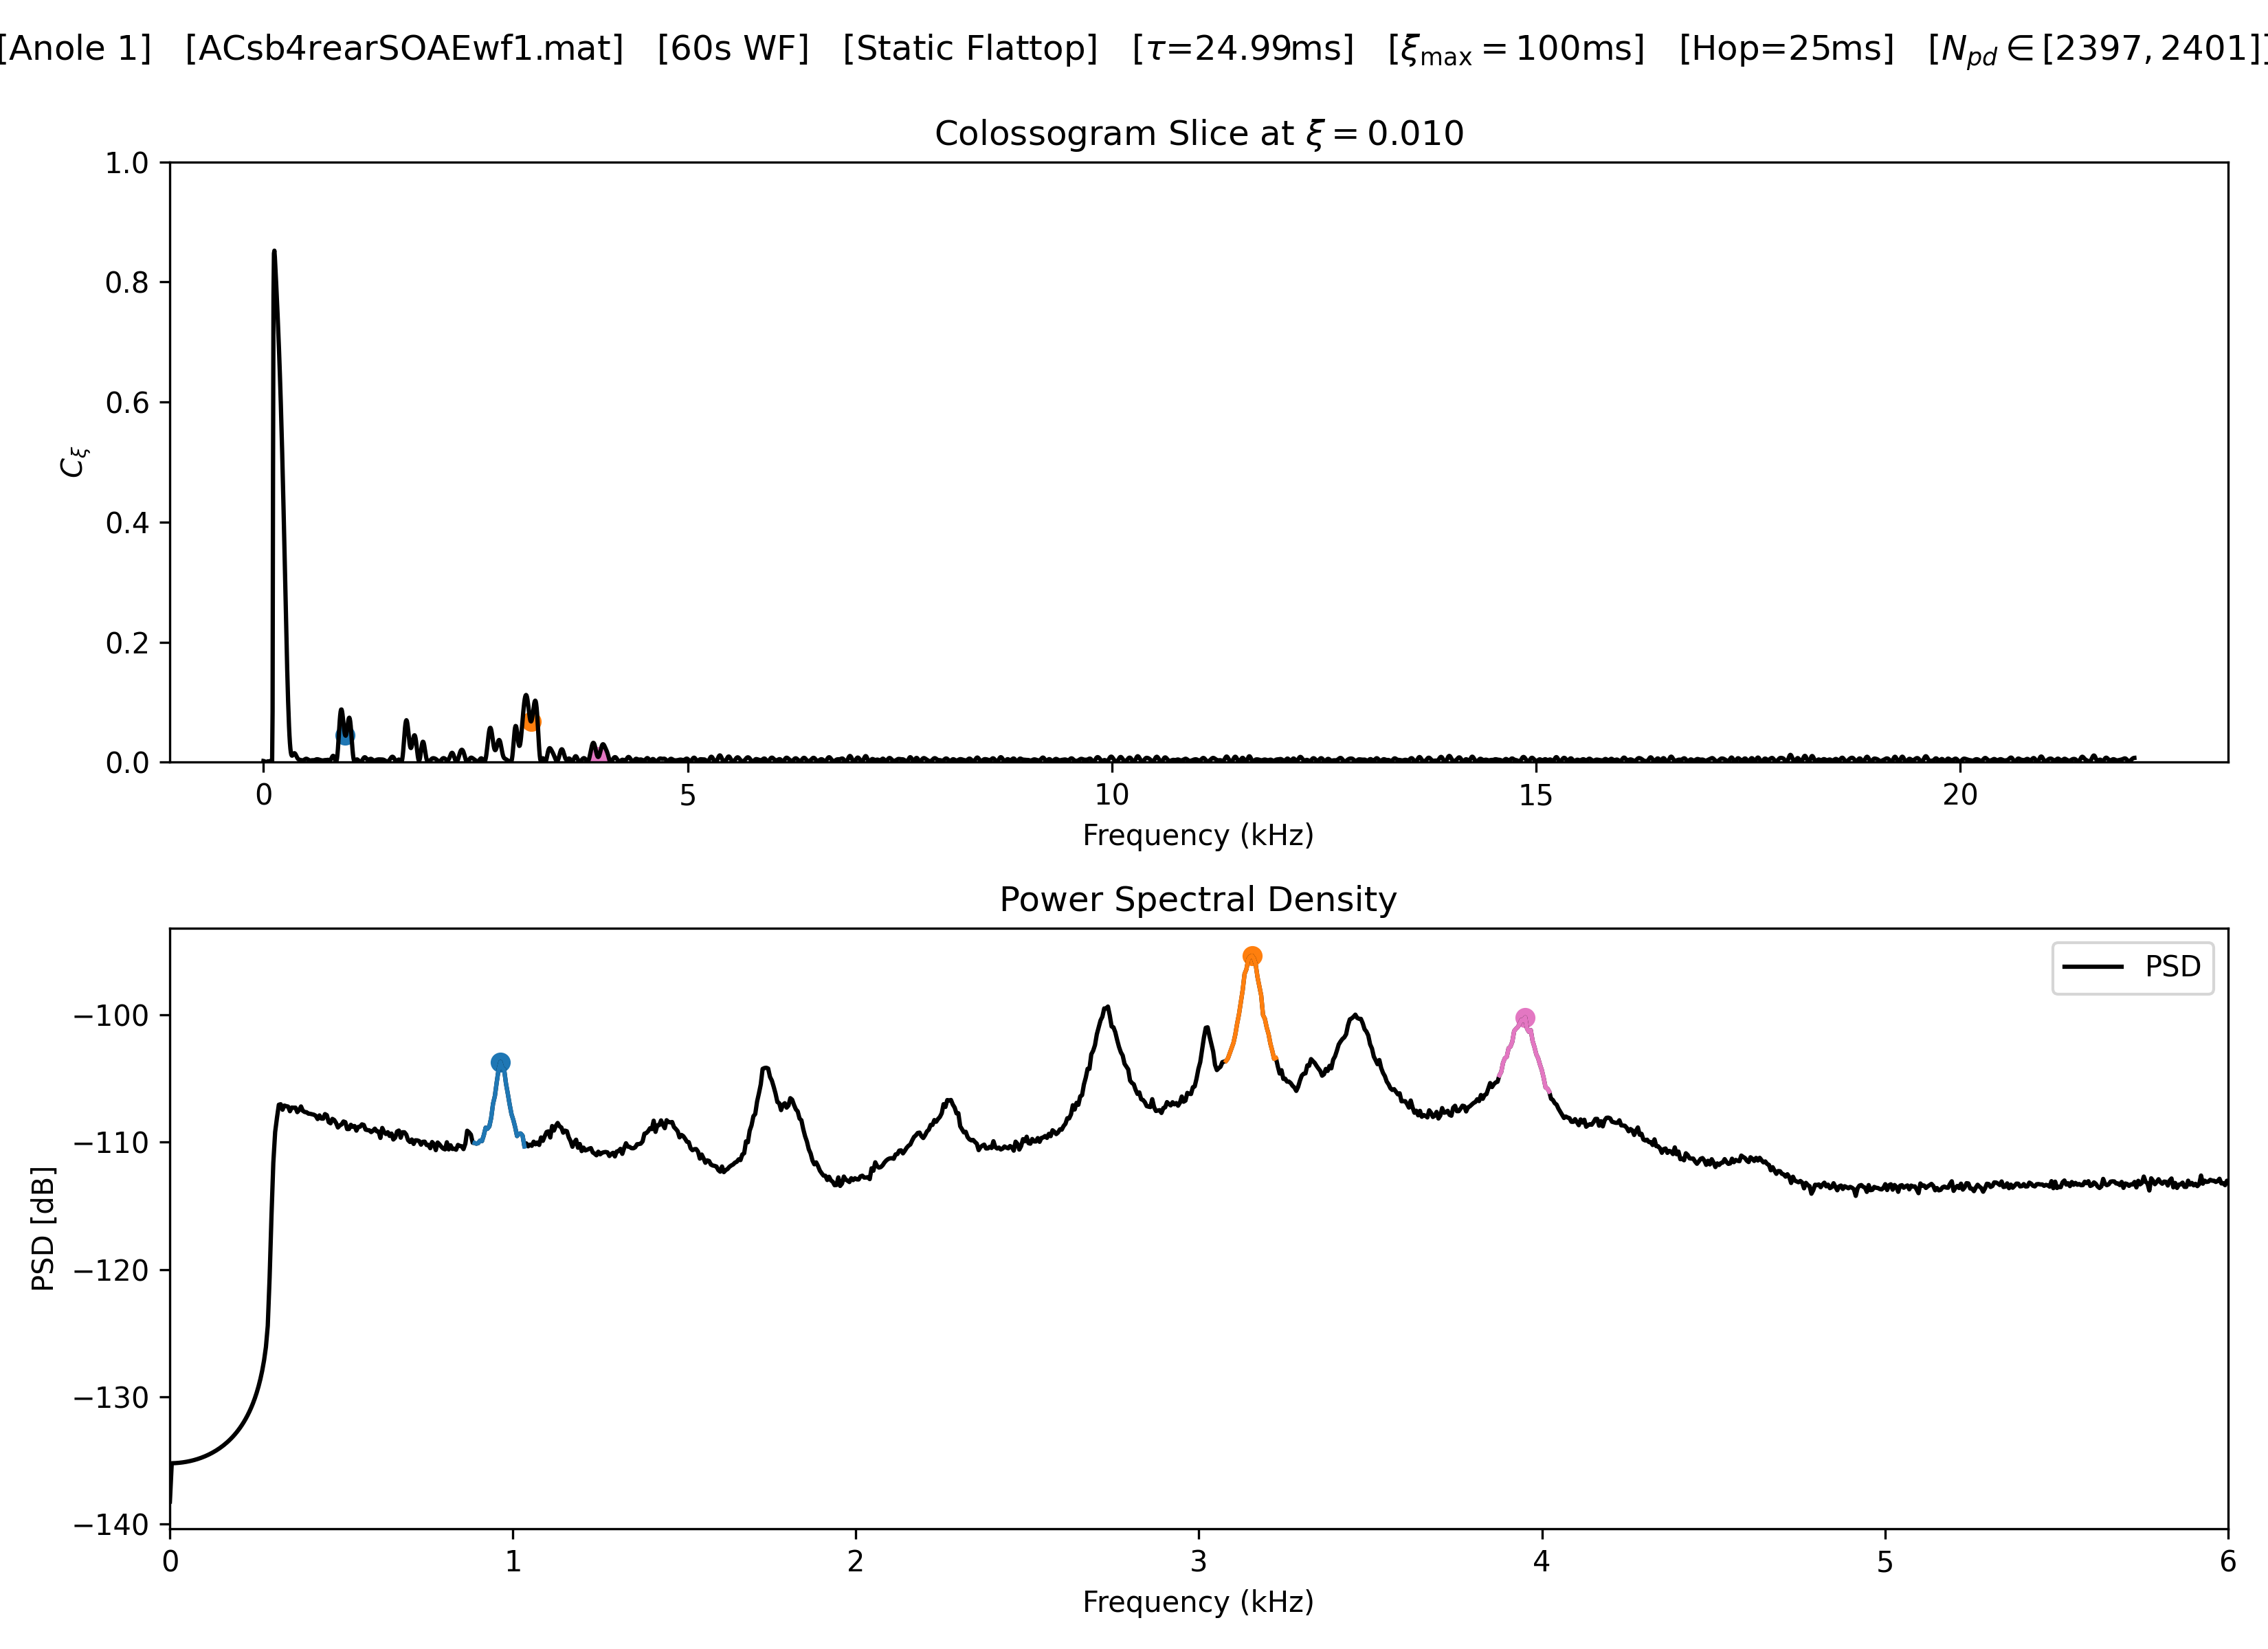 [Anole 1] [ACsb4rearSOAEwf1.mat] [60s WF] [Static Flattop] [τ=24.99ms] [ξmax = 100ms] [Hop=25ms] [Npd ∈ [2397, 2401]]
Colossogram Slice at ξ = 0.010
1.0
0.8
0.6
0.4
0.2
0.0
Cξ
0 5 10 15 20
Frequency (kHz)
Power Spectral Density
PSD
−100
−110
−120
−130
−140
PSD [dB]
0 1 2 3 4 5 6
Frequency (kHz)